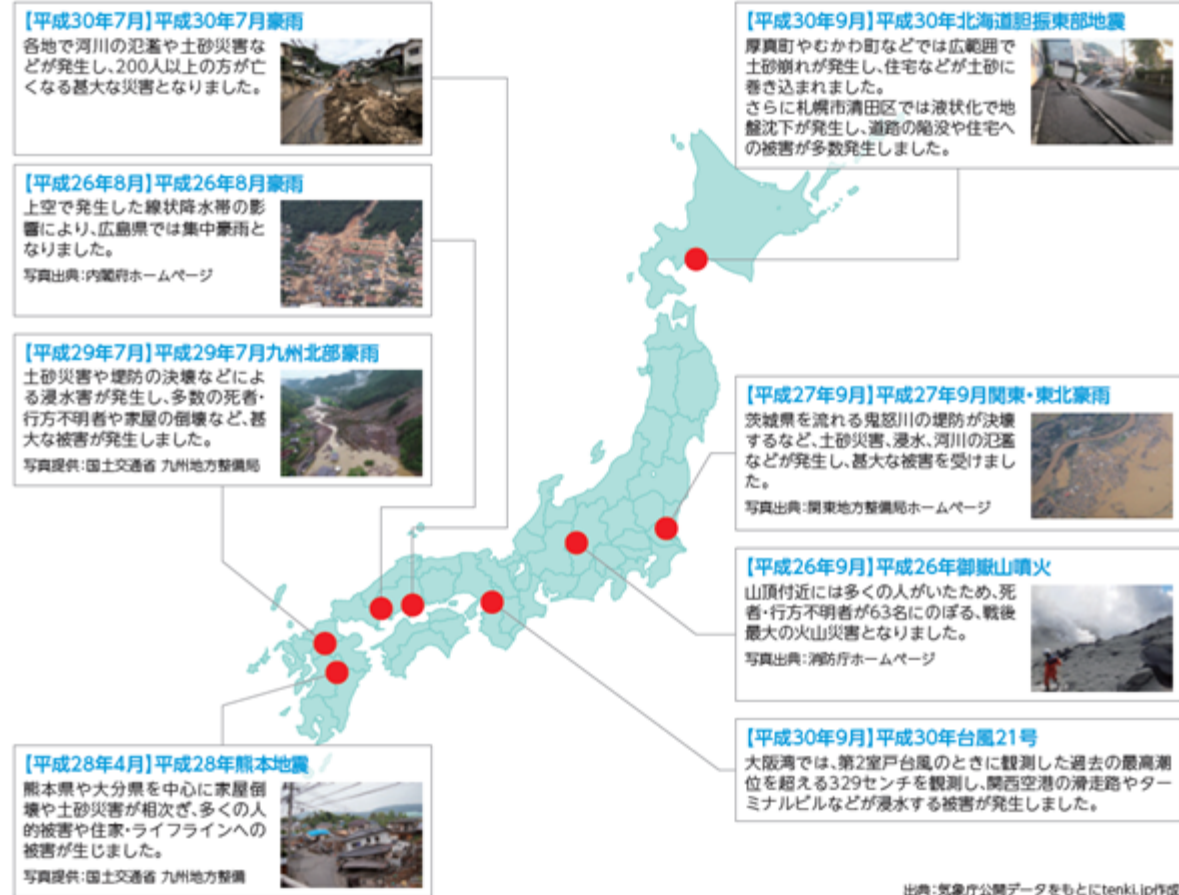 【平成30年7月】平成30年7月豪雨
各地で河川の氾濫や土砂災害な
どが発生し、200人以上の方が亡
くなる甚大な災害となりました。
【平成26年8月】平成26年8月豪雨
上空で発生した線状降水帯の影
響により、広島県では集中豪雨と
なりました。
写真出典:内閣府ホームページ
【平成29年7月】平成29年7月九州北部豪雨
土砂災害や堤防の決壊などによ
る浸水害が発生し、多数の死者・
行方不明者や家屋の倒壊など、甚
大な被害が発生しました。
写真提供:国土交通省 九州地方整備局
【平成28年4月】平成28年熊本地震
熊本県や大分県を中心に家屋倒
壊や土砂災害が相次ぎ、多くの人
的被害や住家・ライフラインへの
被害が生じました。
写真提供:国土交通省 九州地方整備
【平成30年9月】平成30年北海道胆振東部地震
厚真町やむかわ町などでは広範囲で
土砂崩れが発生し、住宅などが土砂に
巻き込まれました。
さらに札幌市清田区では液状化で地
盤沈下が発生し、道路の陥没や住宅へ
の被害が多数発生しました。
【平成27年9月】平成27年9月関東・東北豪雨
茨城県を流れる鬼怒川の堤防が決壊
するなど、土砂災害、浸水、河川の氾濫
などが発生し、甚大な被害を受けまし
た。
写真出典:関東地方整備局ホームページ
【平成26年9月】平成26年御嶽山噴火
山頂付近には多くの人がいたため、死
者・行方不明者が63名にのぼる、戦後
最大の火山災害となりました。
写真出典:消防庁ホームページ
【平成30年9月】平成30年台風21号
大阪湾では、第2室戸台風のときに観測した過去の最高潮
位を超える329センチを観測し、関西空港の滑走路やター
ミナルビルなどが浸水する被害が発生しました。
出典:気象庁公開データをもとにtenki.jp作成